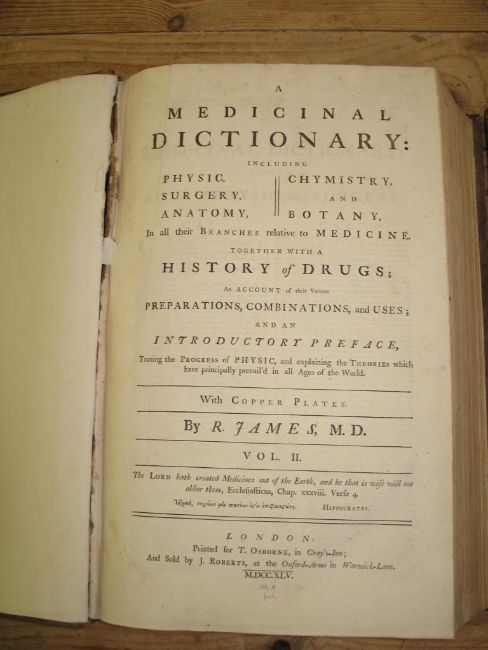 A
MEDICINAL
DICTIONARY:
INCLUDING
PHYSIC, CHYMISTRY,
SURGERY, AND
ANATOMY, BOTANY,
In all their BRANCHES relative to MEDICINE.
TOGETHER WITH A
HISTORY of DRUGS;
An ACCOUNT of their Various
PREPARATIONS, COMBINATIONS, and USES;
AND AN
INTRODUCTORY PREFACE,
Tracing the PROGRESS of PHYSIC, and explaining the THEORIES which
have principally prevail'd in all Ages of the World.
With COPPER PLATES.
By R. JAMES, M.D.
VOL. II.
The LORD hath created Medicines out of the Earth, and he that is wise will not
abhor them, Ecclesiasticus, Chap. xxxviii. Verse 4.
HIPPOCRATES.
LONDON:
Printed for T. OSBORNE, in Gray's-Inn;
And Sold by J. ROBERTS, at the Oxford-Arms in Warwick-Lane.
M.DCC.XLV.